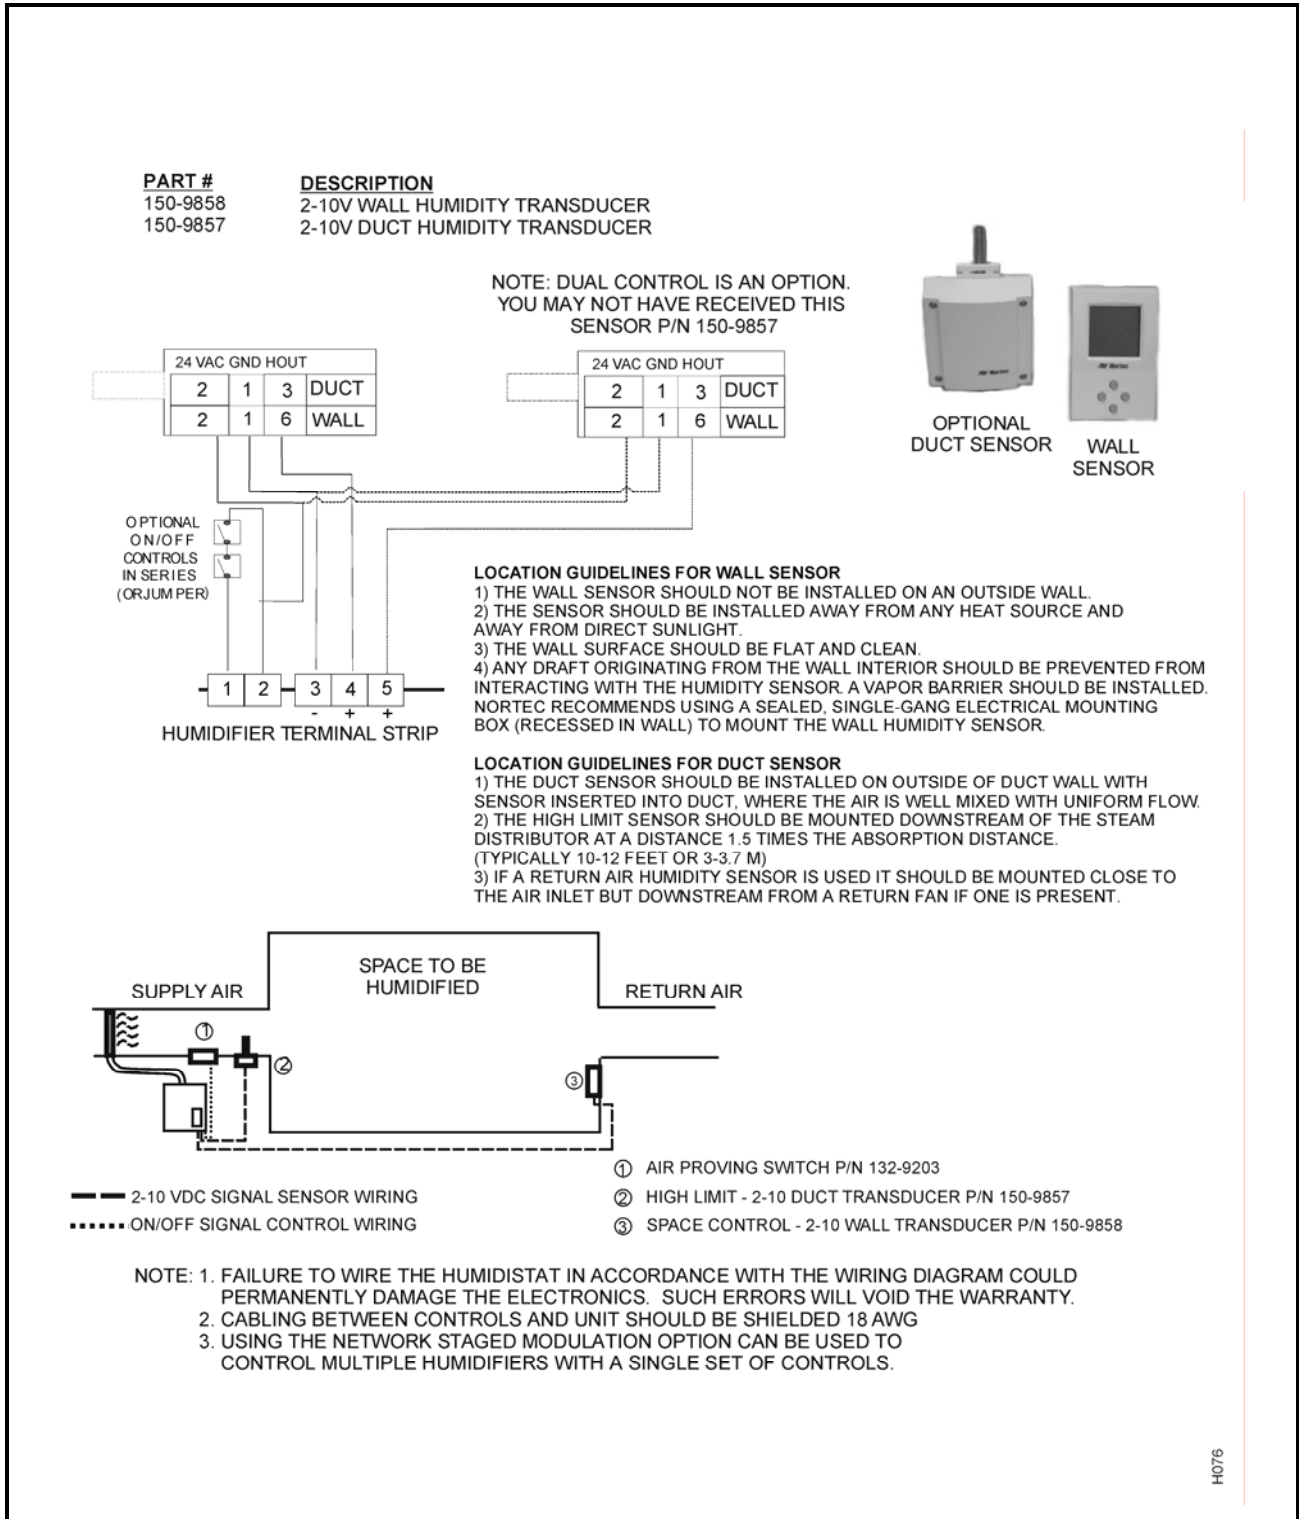 PART # DESCRIPTION
150-9858 2-10V WALL HUMIDITY TRANSDUCER
150-9857 2-10V DUCT HUMIDITY TRANSDUCER
NOTE: DUAL CONTROL IS AN OPTION.
YOU MAY NOT HAVE RECEIVED THIS
SENSOR P/N 150-9857
24 VAC GND HOUT
2 1 3 DUCT
2 1 6 WALL
24 VAC GND HOUT
2 1 3 DUCT
2 1 6 WALL
Nortec
Nortec
OPTIONAL
DUCT SENSOR
WALL
SENSOR
OPTIONAL
ON/OFF
CONTROLS
IN SERIES
(ORJUMPER)
1 2 3 4 5
- + +
HUMIDIFIER TERMINAL STRIP
LOCATION GUIDELINES FOR WALL SENSOR
1) THE WALL SENSOR SHOULD NOT BE INSTALLED ON AN OUTSIDE WALL.
2) THE SENSOR SHOULD BE INSTALLED AWAY FROM ANY HEAT SOURCE AND
AWAY FROM DIRECT SUNLIGHT.
3) THE WALL SURFACE SHOULD BE FLAT AND CLEAN.
4) ANY DRAFT ORIGINATING FROM THE WALL INTERIOR SHOULD BE PREVENTED FROM
INTERACTING WITH THE HUMIDITY SENSOR. A VAPOR BARRIER SHOULD BE INSTALLED.
NORTEC RECOMMENDS USING A SEALED, SINGLE-GANG ELECTRICAL MOUNTING
BOX (RECESSED IN WALL) TO MOUNT THE WALL HUMIDITY SENSOR.
LOCATION GUIDELINES FOR DUCT SENSOR
1) THE DUCT SENSOR SHOULD BE INSTALLED ON OUTSIDE OF DUCT WALL WITH
SENSOR INSERTED INTO DUCT, WHERE THE AIR IS WELL MIXED WITH UNIFORM FLOW.
2) THE HIGH LIMIT SENSOR SHOULD BE MOUNTED DOWNSTREAM OF THE STEAM
DISTRIBUTOR AT A DISTANCE 1.5 TIMES THE ABSORPTION DISTANCE.
(TYPICALLY 10-12 FEET OR 3-3.7 M)
3) IF A RETURN AIR HUMIDITY SENSOR IS USED IT SHOULD BE MOUNTED CLOSE TO
THE AIR INLET BUT DOWNSTREAM FROM A RETURN FAN IF ONE IS PRESENT.
SPACE TO BE
HUMIDIFIED
SUPPLY AIR
RETURN AIR
①
②
③
2-10 VDC SIGNAL SENSOR WIRING
ON/OFF SIGNAL CONTROL WIRING
① AIR PROVING SWITCH P/N 132-9203
② HIGH LIMIT - 2-10 DUCT TRANSDUCER P/N 150-9857
③ SPACE CONTROL - 2-10 WALL TRANSDUCER P/N 150-9858
NOTE: 1. FAILURE TO WIRE THE HUMIDISTAT IN ACCORDANCE WITH THE WIRING DIAGRAM COULD
PERMANENTLY DAMAGE THE ELECTRONICS. SUCH ERRORS WILL VOID THE WARRANTY.
2. CABLING BETWEEN CONTROLS AND UNIT SHOULD BE SHIELDED 18 AWG
3. USING THE NETWORK STAGED MODULATION OPTION CAN BE USED TO
CONTROL MULTIPLE HUMIDIFIERS WITH A SINGLE SET OF CONTROLS.
H076